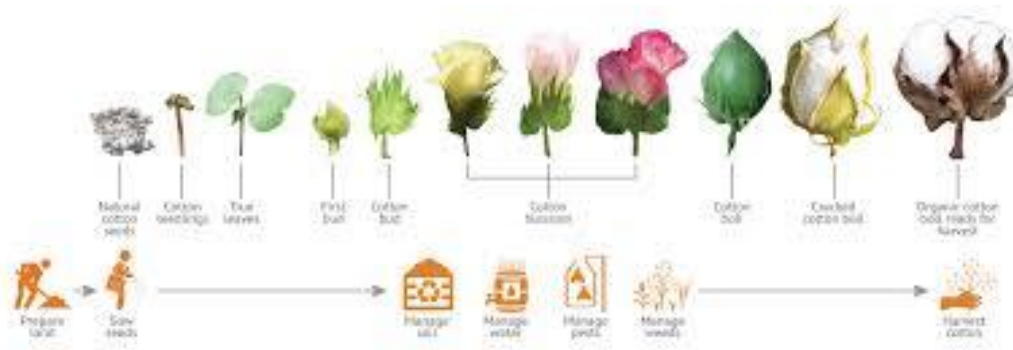 Natural
cotton
seeds
Cotton
seedlings
True
leaves
First
bud
Cotton
bud
Cotton
blossom
Cotton
boll
Cracked
cotton boll
Organic cotton
boll ready for
harvest
Prepare
land
Sow
seeds
Manage
soil
Manage
water
Manage
pests
Manage
weeds
Harvest
cotton